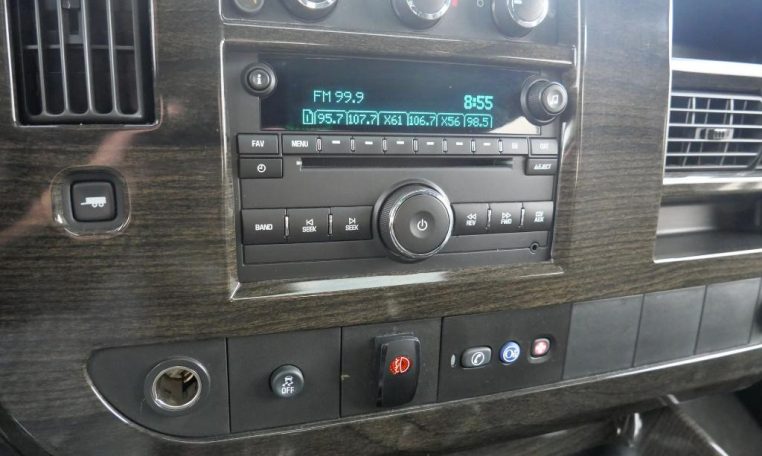 FM 99.9 8:55
1 95.7 107.7 X61 106.7 X56 98.5
FAV MENU
EJECT
BAND SEEK SEEK REV FWD AUX
OFF